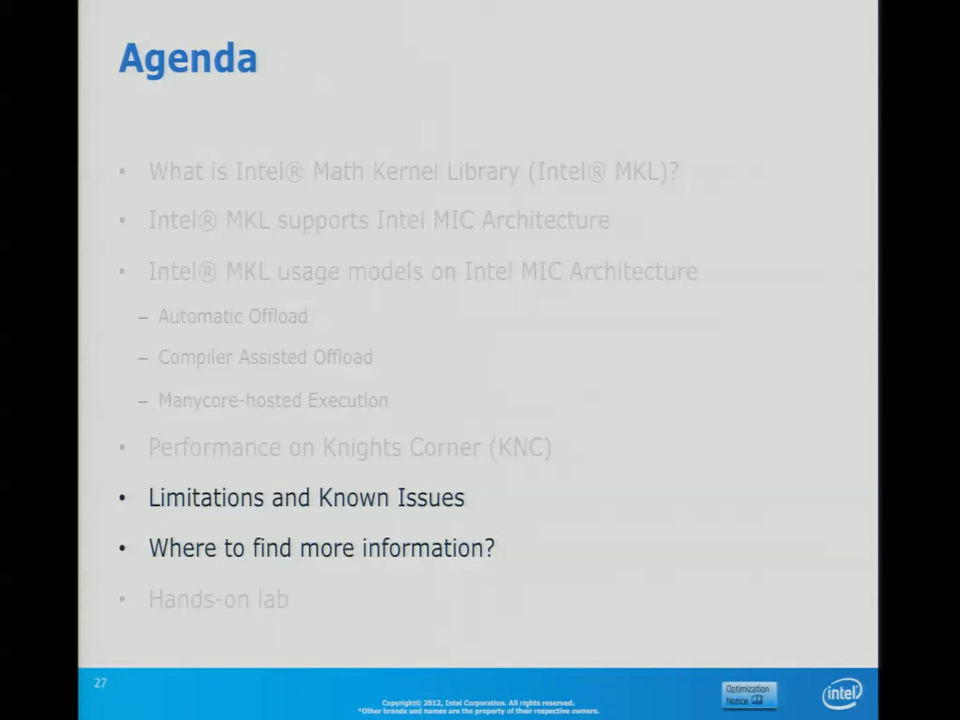 Agenda
• What is Intel® Math Kernel Library (Intel® MKL)?
• Intel® MKL supports Intel MIC Architecture
• Intel® MKL usage models on Intel MIC Architecture
– Automatic Offload
– Compiler Assisted Offload
– Manycore-hosted Execution
• Performance on Knights Corner (KNC)
• Limitations and Known Issues
• Where to find more information?
• Hands-on lab
27
Copyright© 2012, Intel Corporation. All rights reserved.
*Other brands and names are the property of their respective owners.
Optimization
Notice
intel